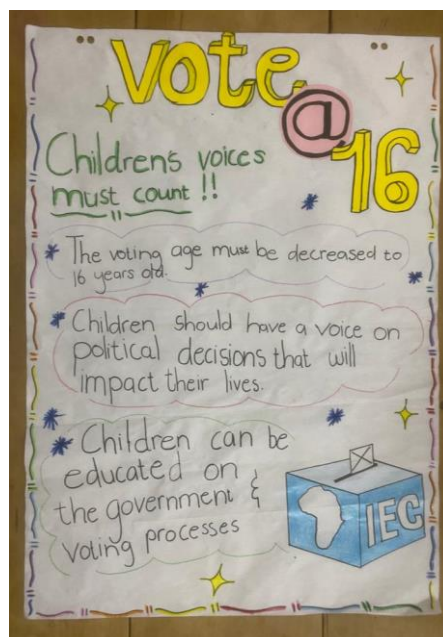 Vote
@
16
Children's voices
must count !!
The voting age must be decreased to
16 years old.
Children should have a voice on
political decisions that will
impact their lives.
Children can be
educated on
the government &
voting processes
IEC